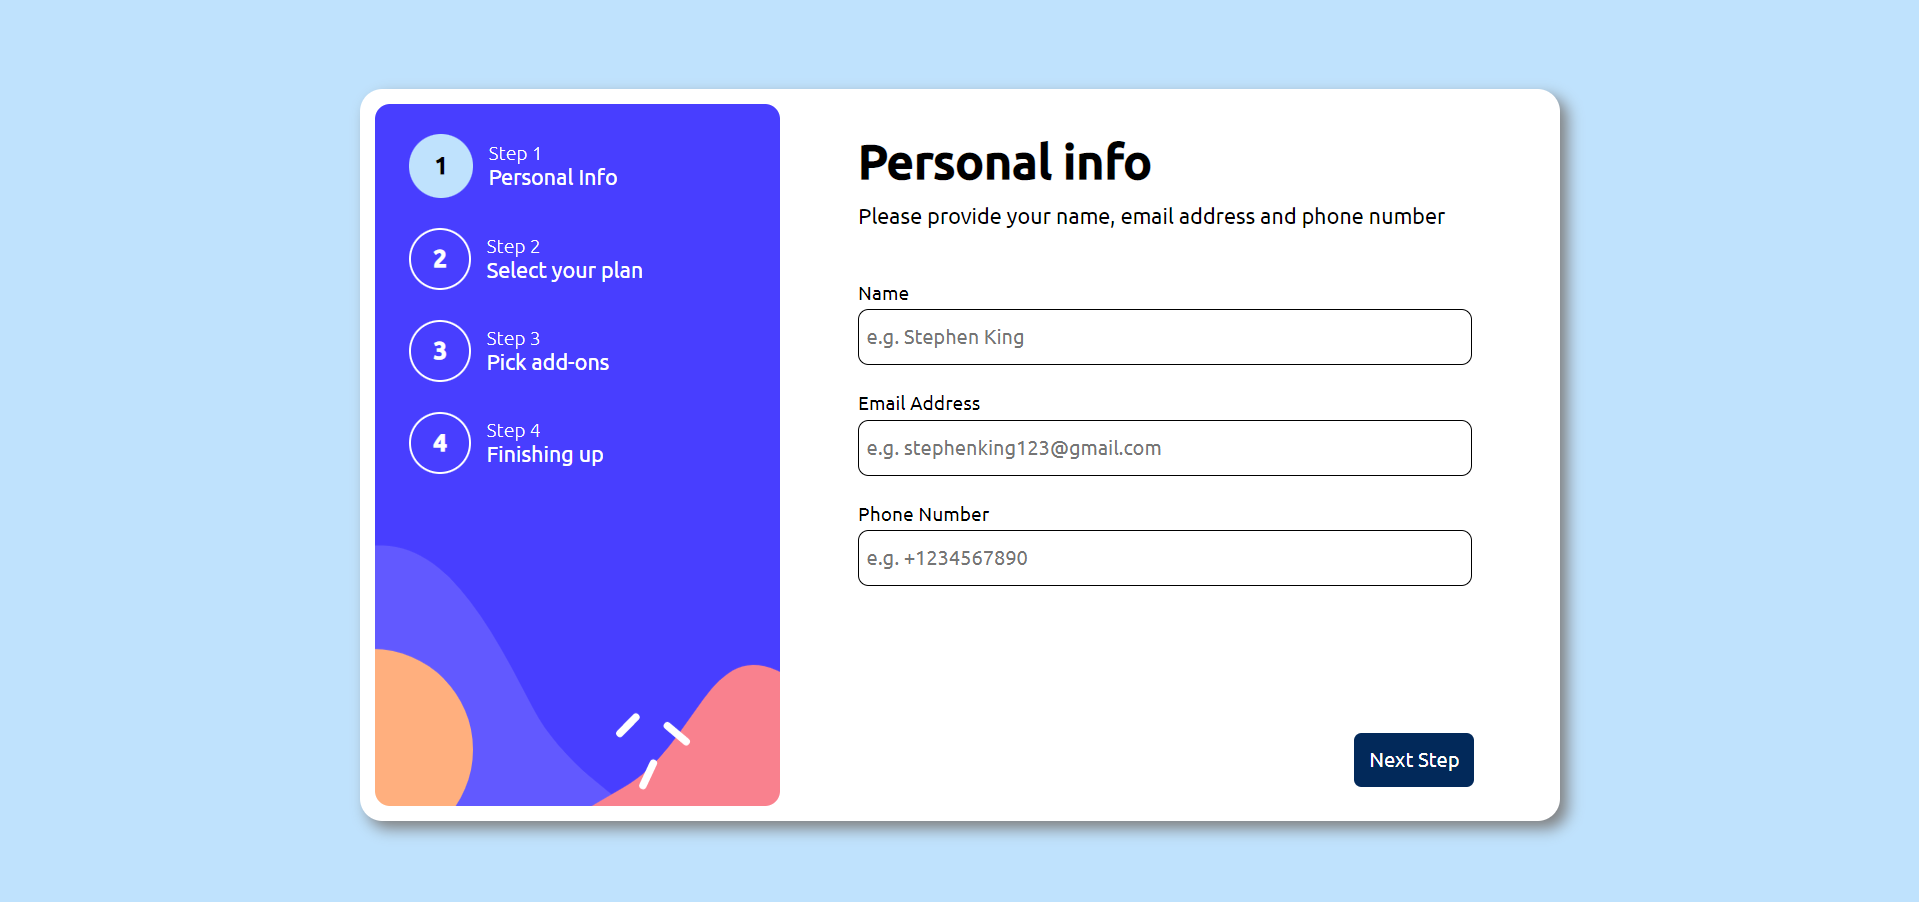 1
Step 1
Personal Info
2
Step 2
Select your plan
3
Step 3
Pick add-ons
4
Step 4
Finishing up
Personal info
Please provide your name, email address and phone number
Name
e.g. Stephen King
Email Address
e.g. stephenking123@gmail.com
Phone Number
e.g. +1234567890
Next Step